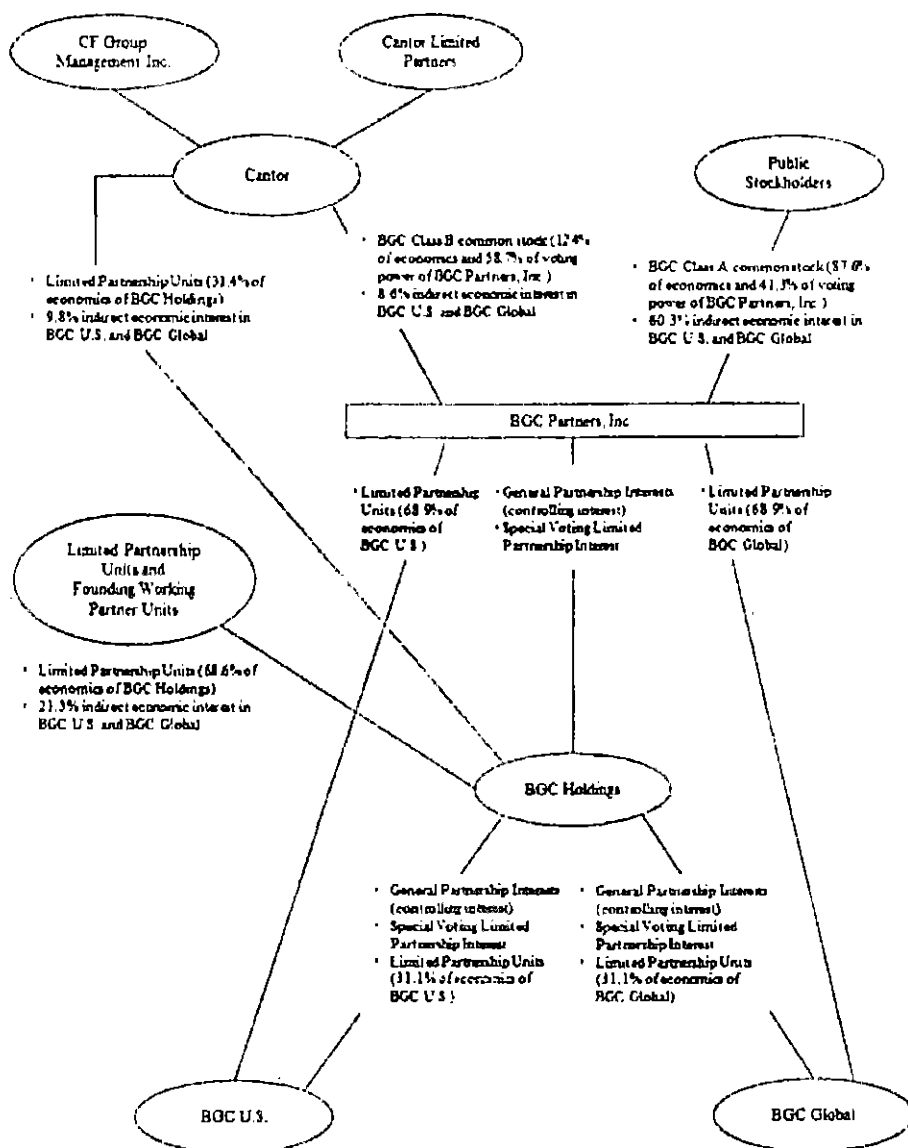 CF Group
Management Inc.
Cantor Limited
Partners
Cantor
Public
Stockholders
• BGC Class B common stock (12.4%
of economics and 58.7% of voting
power of BGC Partners, Inc.)
• 8.6% indirect economic interest in
BGC U.S. and BGC Global
• Limited Partnership Units (31.4% of
economics of BGC Holdings)
• 9.8% indirect economic interest in
BGC U.S. and BGC Global
• BGC Class A common stock (87.6%
of economics and 41.3% of voting
power of BGC Partners, Inc.)
• 60.3% indirect economic interest in
BGC U.S. and BGC Global
BGC Partners, Inc
• Limited Partnership
Units (68.9% of
economics of
BGC U.S.)
• General Partnership Interests
(controlling interest)
• Special Voting Limited
Partnership Interest
• Limited Partnership
Units (68.9% of
economics of
BGC Global)
Limited Partnership
Units and
Founding Working
Partner Units
• Limited Partnership Units (68.6% of
economics of BGC Holdings)
• 21.3% indirect economic interest in
BGC U.S. and BGC Global
BGC Holdings
• General Partnership Interests
(controlling interest)
• Special Voting Limited
Partnership Interest
• Limited Partnership Units
(31.1% of economics of
BGC U.S.)
• General Partnership Interests
(controlling interest)
• Special Voting Limited
Partnership Interest
• Limited Partnership Units
(31.1% of economics of
BGC Global)
BGC U.S.
BGC Global